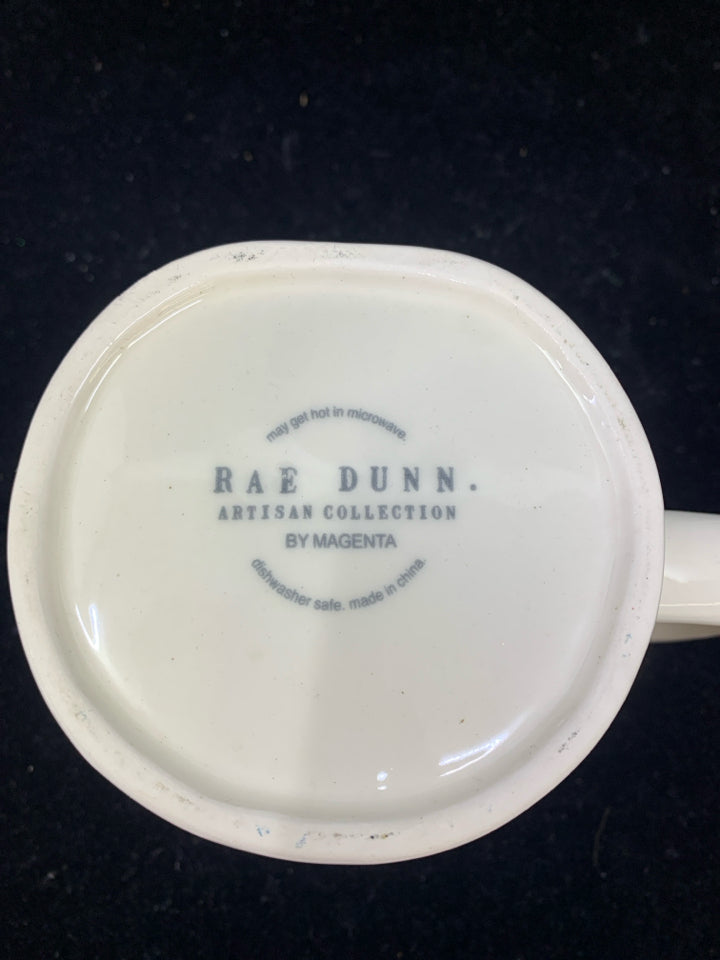 may get hot in microwave.
RAE DUNN.
ARTISAN COLLECTION
BY MAGENTA
dishwasher safe. made in china.